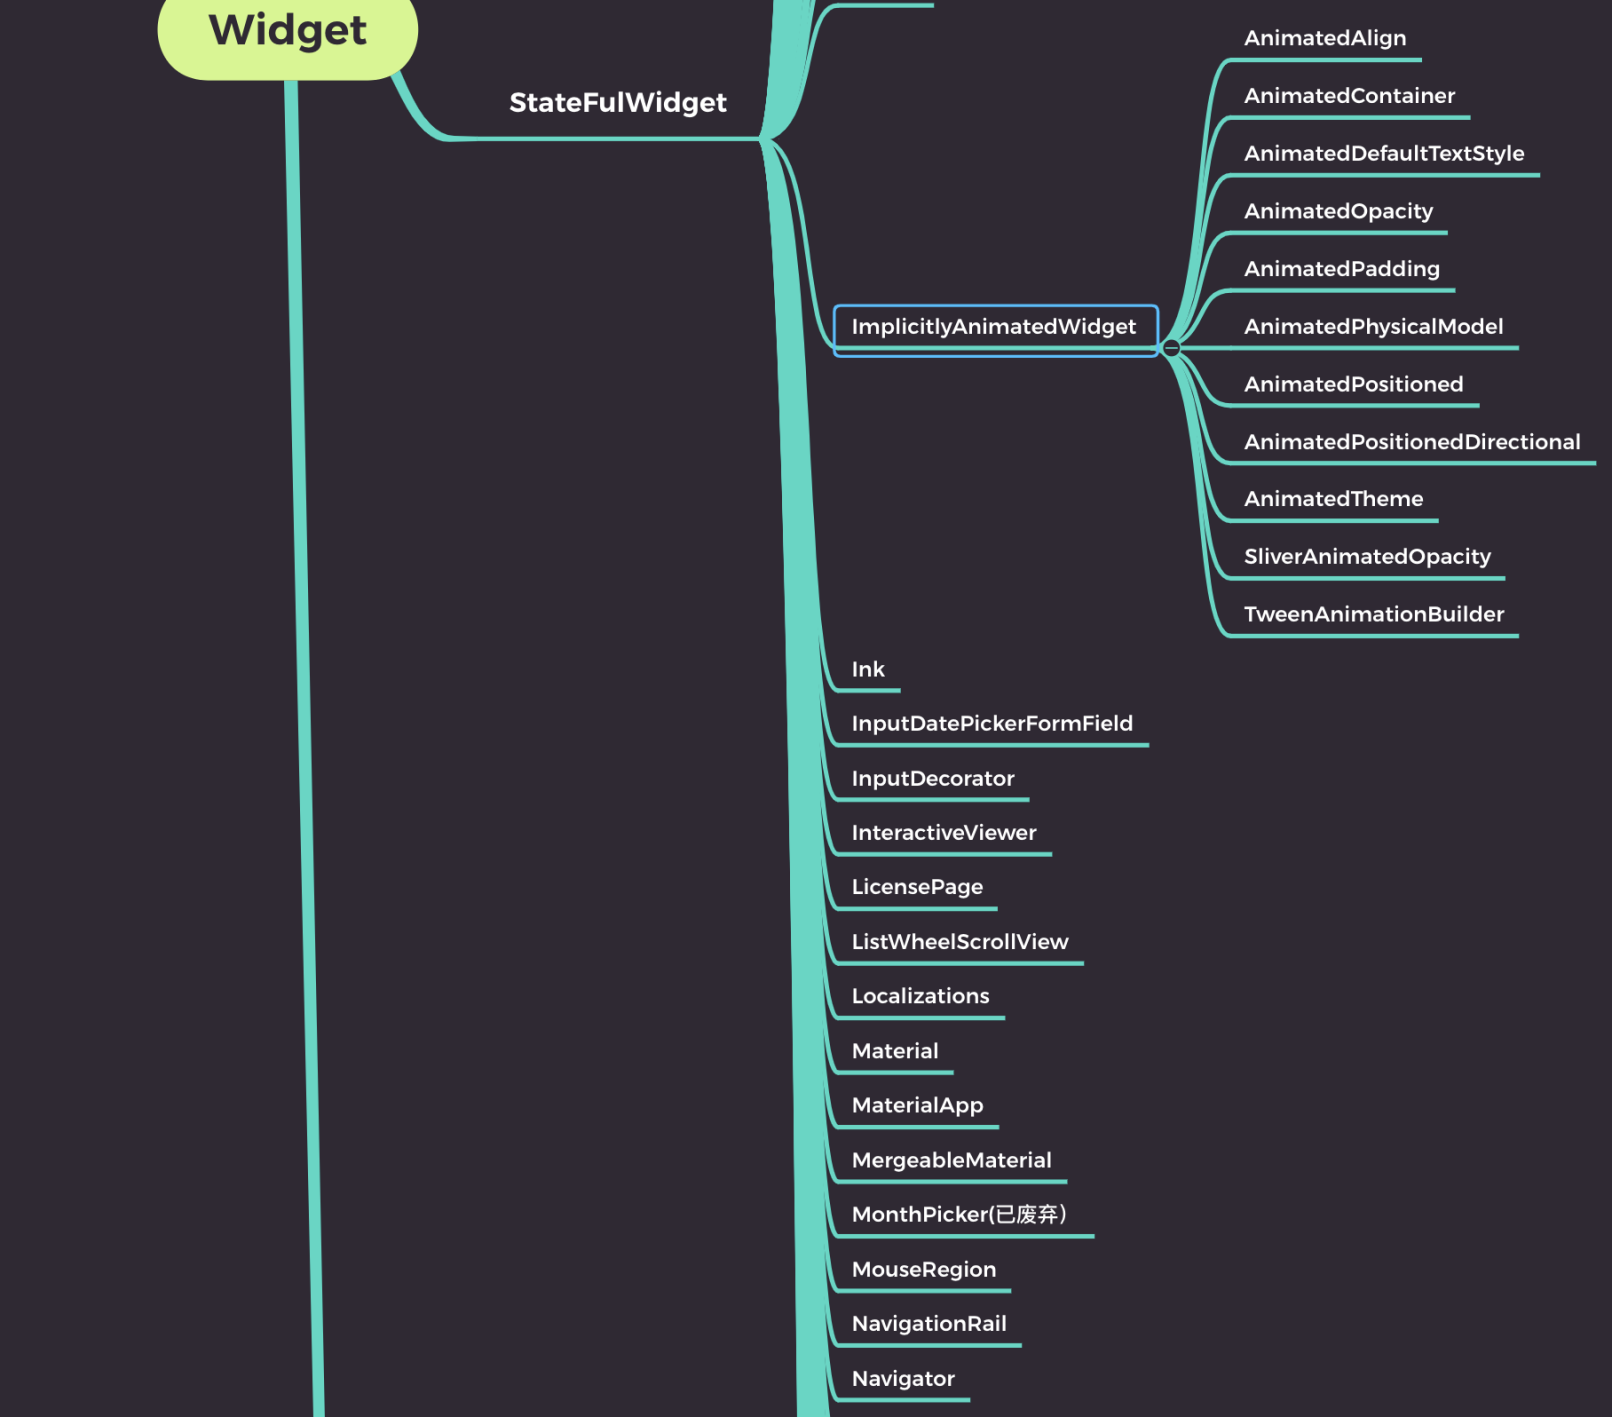 Widget
StateFulWidget
ImplicitlyAnimatedWidget
AnimatedAlign
AnimatedContainer
AnimatedDefaultTextStyle
AnimatedOpacity
AnimatedPadding
AnimatedPhysicalModel
AnimatedPositioned
AnimatedPositionedDirectional
AnimatedTheme
SliverAnimatedOpacity
TweenAnimationBuilder
Ink
InputDatePickerFormField
InputDecorator
InteractiveViewer
LicensePage
ListWheelScrollView
Localizations
Material
MaterialApp
MergeableMaterial
MonthPicker(已废弃）
MouseRegion
NavigationRail
Navigator